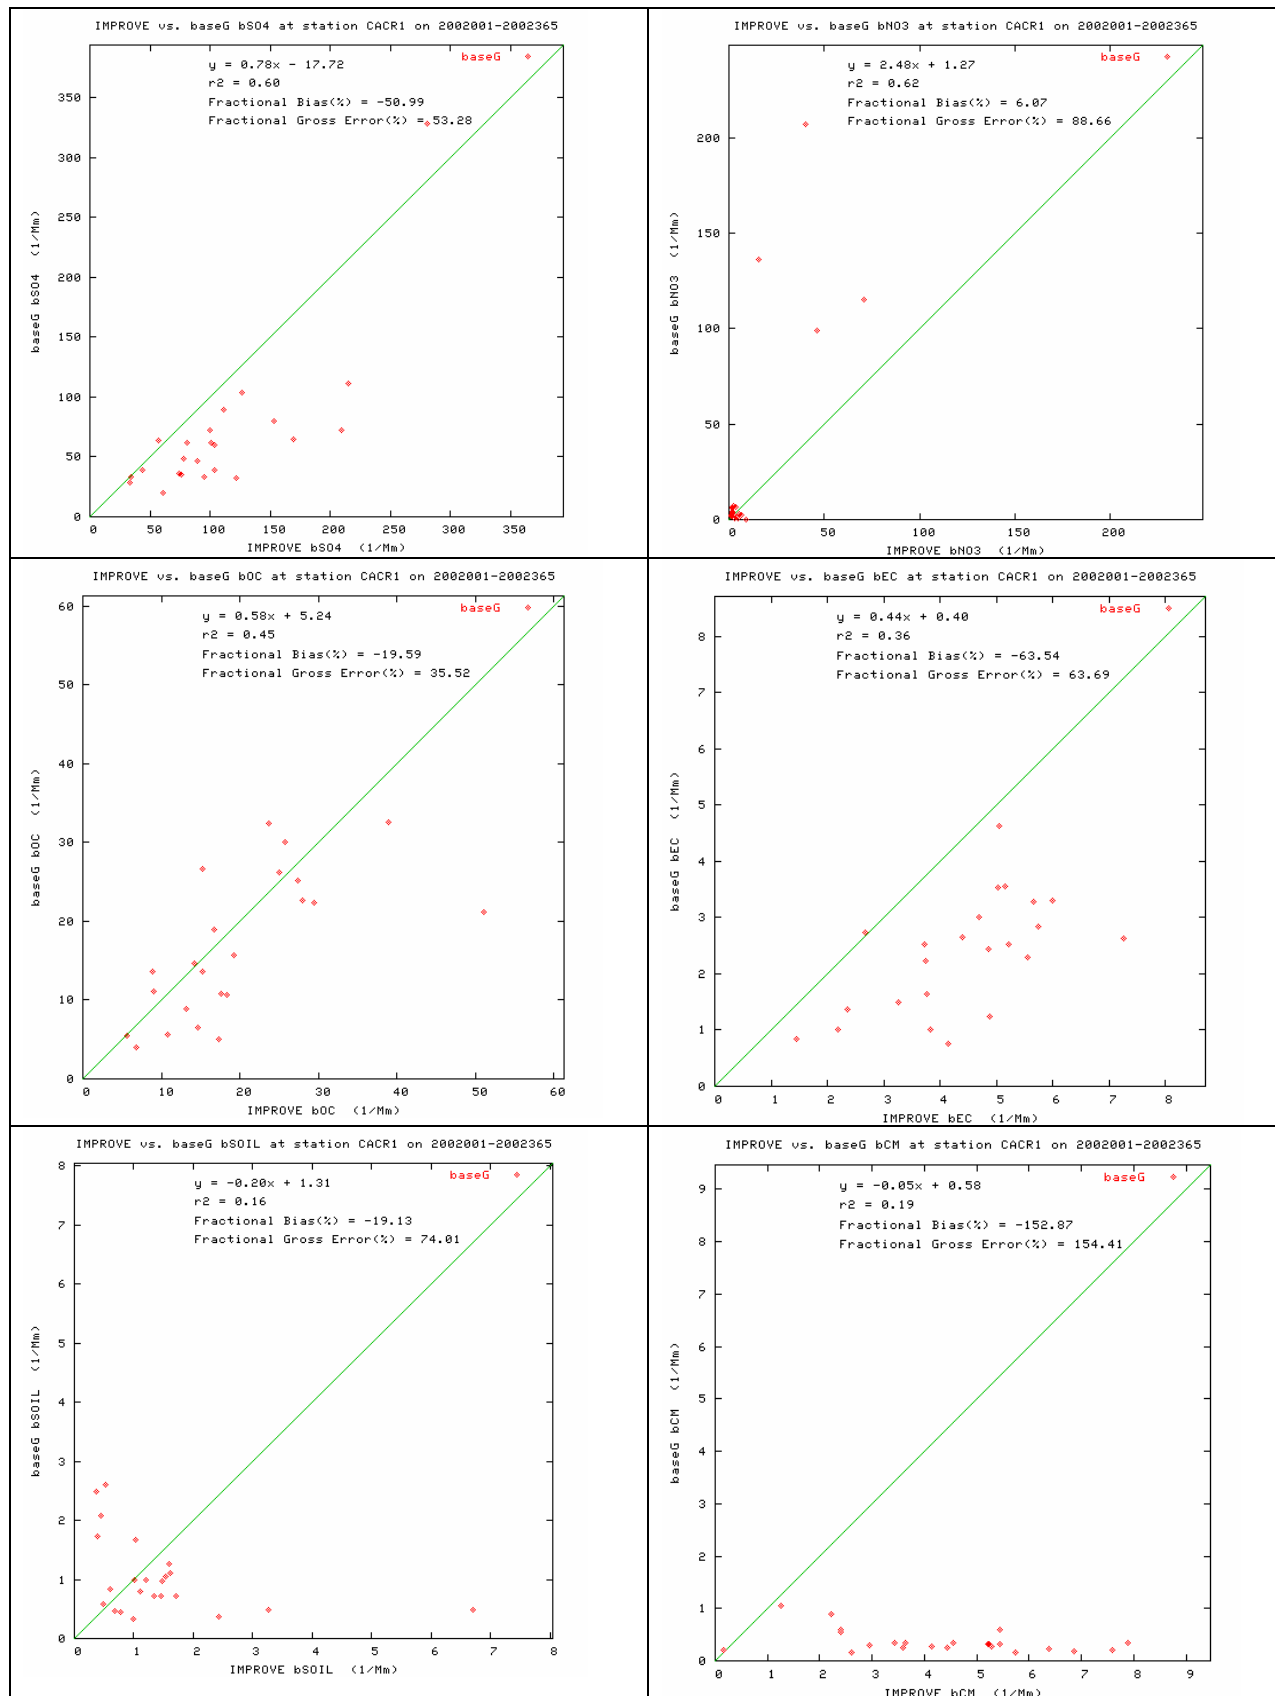 IMPROVE vs. baseG bSO4 at station CACR1 on 2002001-2002365
baseG
y = 0.78x - 17.72
r2 = 0.60
Fractional Bias(%) = -50.99
Fractional Gross Error(%) = 53.28
350
300
250
200
150
100
50
0
baseG bSO4 (1/Mm)
0 50 100 150 200 250 300 350
IMPROVE bSO4 (1/Mm)
IMPROVE vs. baseG bNO3 at station CACR1 on 2002001-2002365
baseG
y = 2.48x + 1.27
r2 = 0.62
Fractional Bias(%) = 6.07
Fractional Gross Error(%) = 88.66
200
150
100
50
0
baseG bNO3 (1/Mm)
0 50 100 150 200
IMPROVE bNO3 (1/Mm)
IMPROVE vs. baseG bOC at station CACR1 on 2002001-2002365
baseG
y = 0.58x + 5.24
r2 = 0.45
Fractional Bias(%) = -19.59
Fractional Gross Error(%) = 35.52
60
50
40
30
20
10
0
baseG bOC (1/Mm)
0 10 20 30 40 50 60
IMPROVE bOC (1/Mm)
IMPROVE vs. baseG bEC at station CACR1 on 2002001-2002365
baseG
y = 0.44x + 0.40
r2 = 0.36
Fractional Bias(%) = -63.54
Fractional Gross Error(%) = 63.69
8
7
6
5
4
3
2
1
0
baseG bEC (1/Mm)
0 1 2 3 4 5 6 7 8
IMPROVE bEC (1/Mm)
IMPROVE vs. baseG bSOIL at station CACR1 on 2002001-2002365
baseG
y = -0.20x + 1.31
r2 = 0.16
Fractional Bias(%) = -19.13
Fractional Gross Error(%) = 74.01
8
7
6
5
4
3
2
1
0
baseG bSOIL (1/Mm)
0 1 2 3 4 5 6 7 8
IMPROVE bSOIL (1/Mm)
IMPROVE vs. baseG bCM at station CACR1 on 2002001-2002365
baseG
y = -0.05x + 0.58
r2 = 0.19
Fractional Bias(%) = -152.87
Fractional Gross Error(%) = 154.41
9
8
7
6
5
4
3
2
1
0
baseG bCM (1/Mm)
0 1 2 3 4 5 6 7 8 9
IMPROVE bCM (1/Mm)